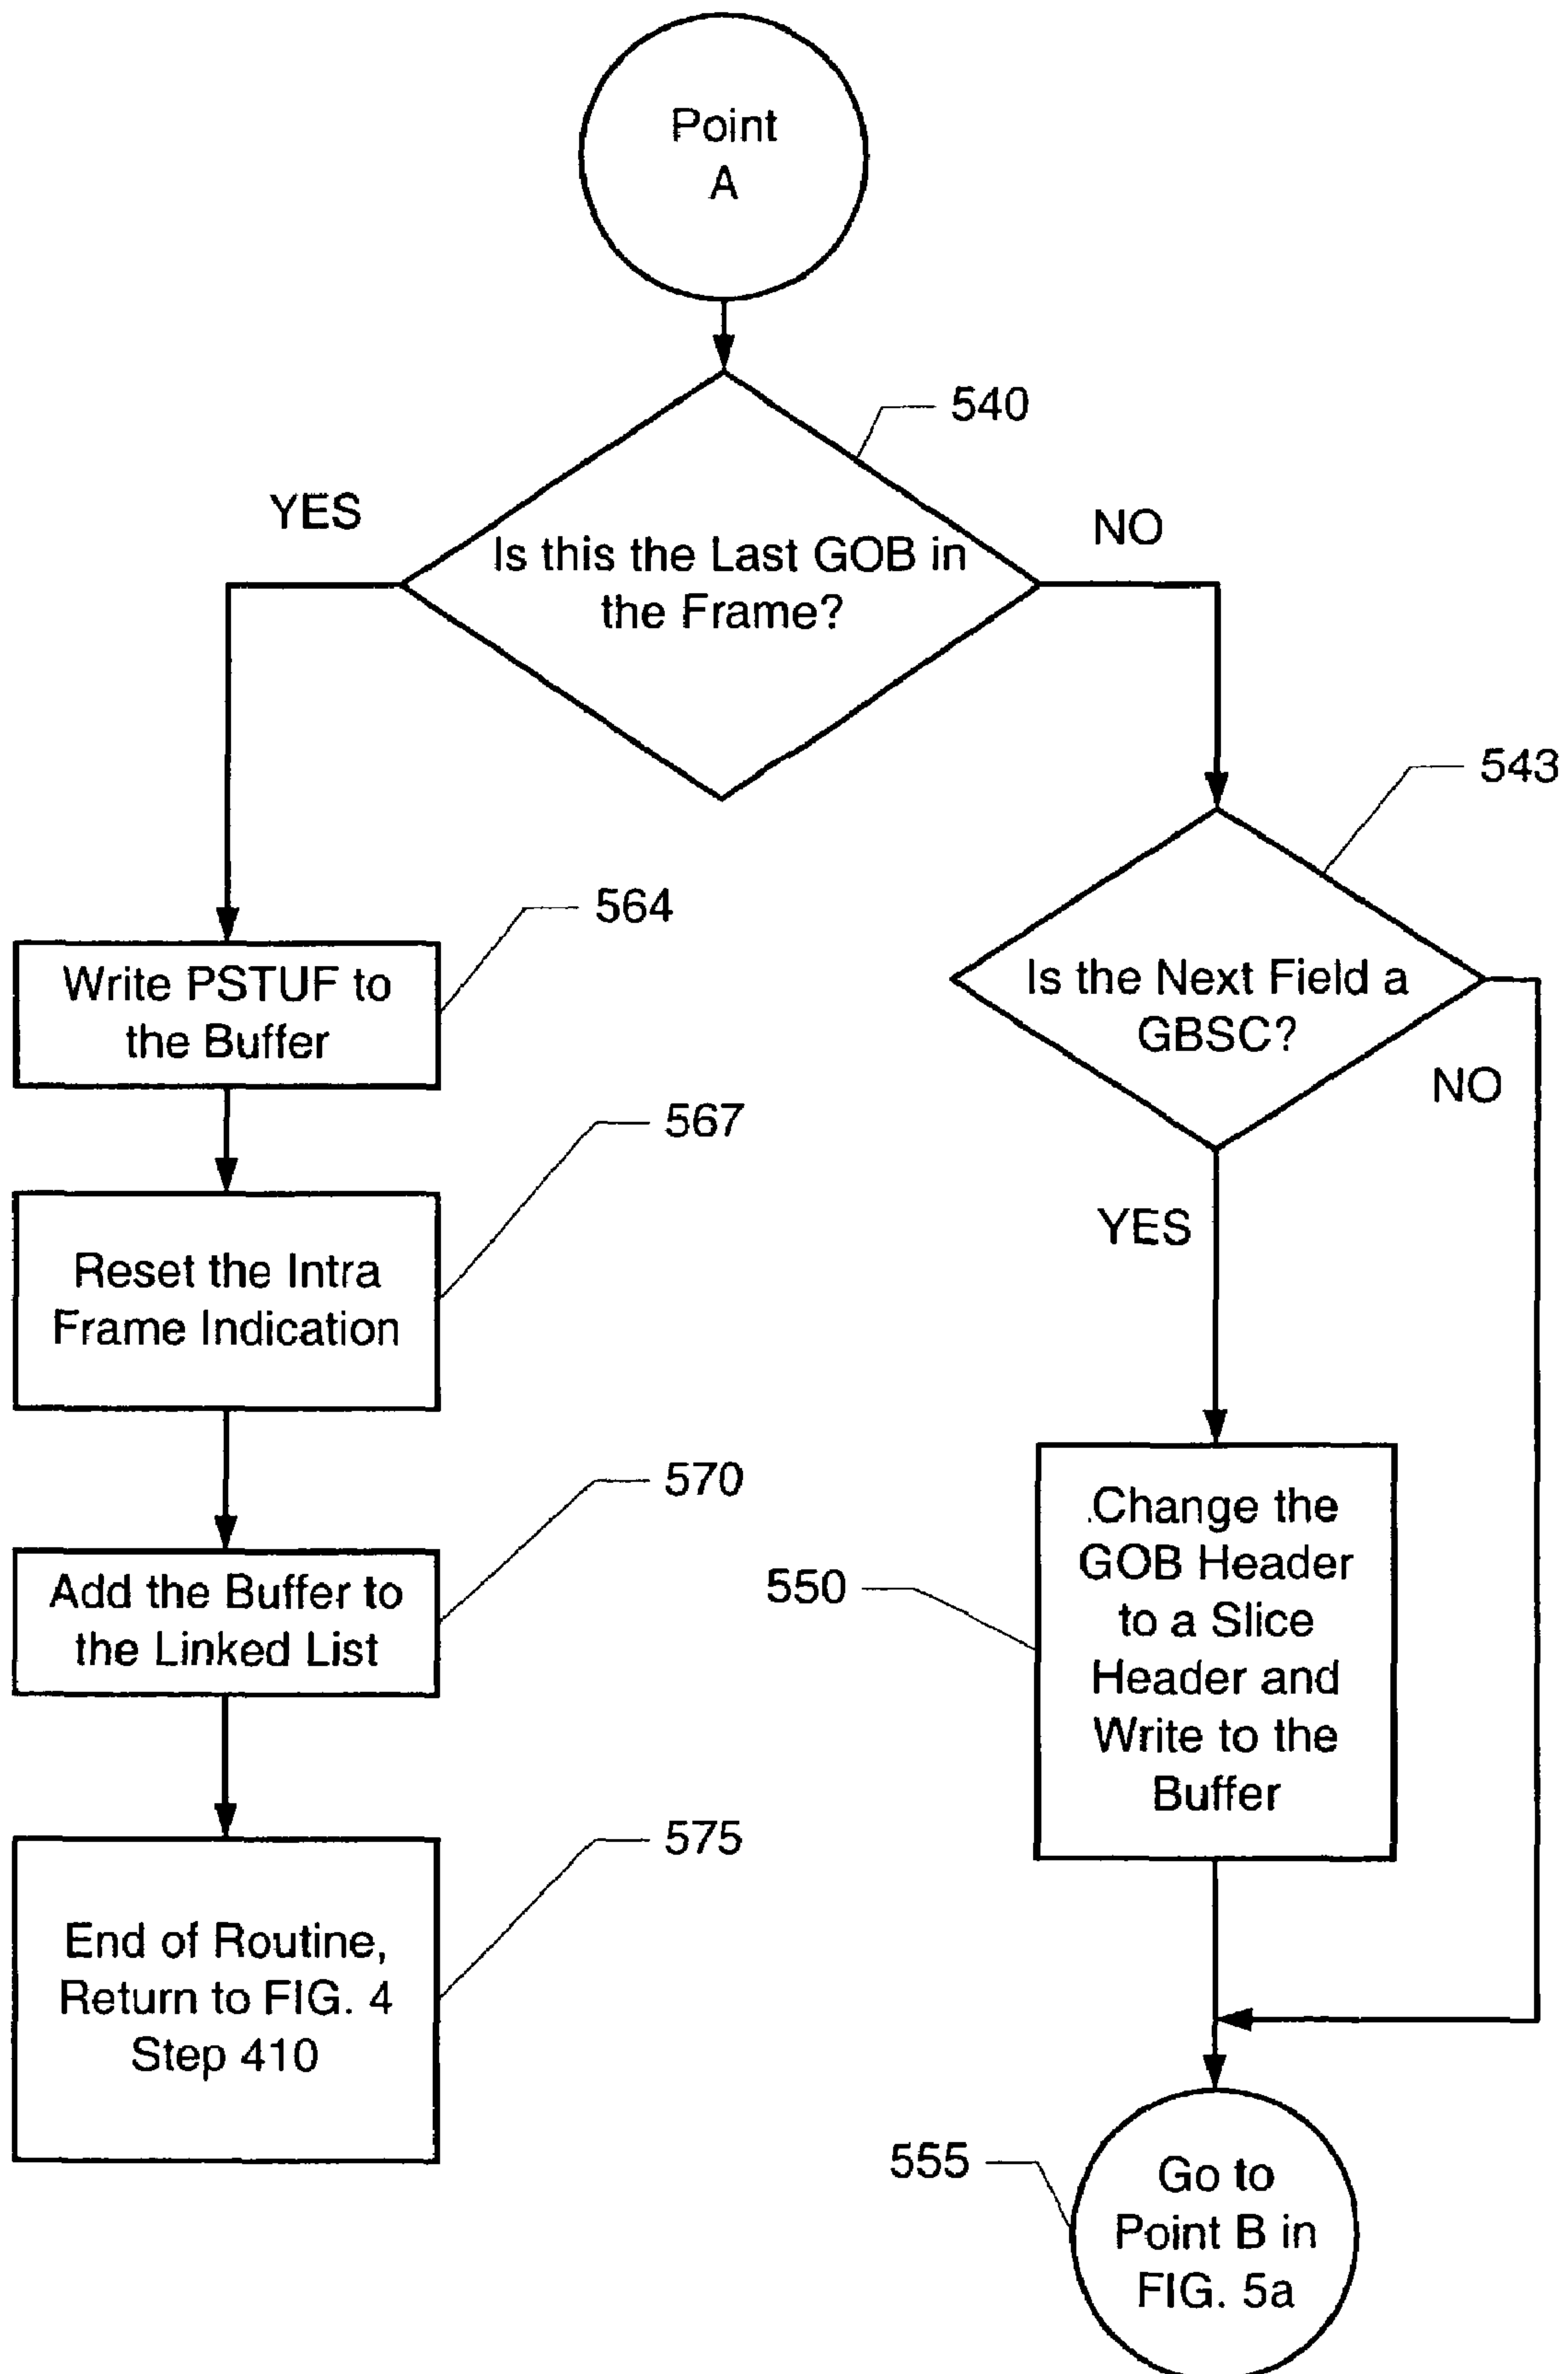 Point
A
540
YES
NO
Is this the Last GOB in
the Frame?
543
564
Write PSTUF to
the Buffer
Is the Next Field a
GBSC?
NO
567
Reset the Intra
Frame Indication
YES
570
Add the Buffer to
the Linked List
550
Change the
GOB Header
to a Slice
Header and
Write to the
Buffer
575
End of Routine,
Return to FIG. 4
Step 410
555
Go to
Point B in
FIG. 5a